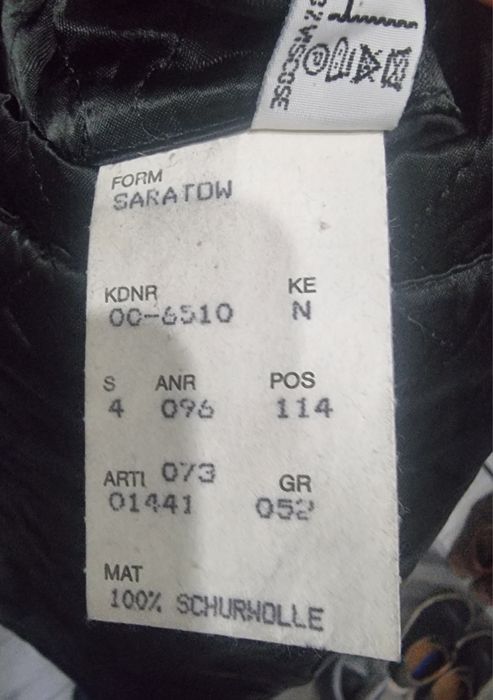 VISCOSE
FORM
SARATOW
KDNR KE
00-6510 N
S ANR POS
4 096 114
ARTI 073 GR
01441 052
MAT
100% SCHURWOLLE